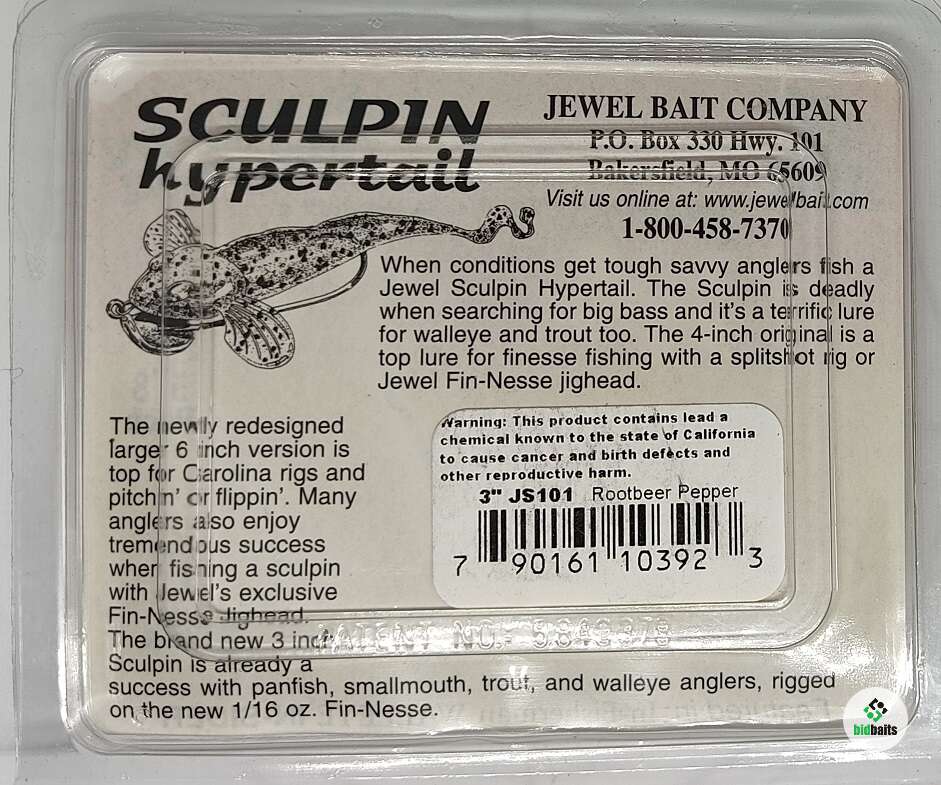 SCULPIN
hypertail
JEWEL BAIT COMPANY
P.O. Box 330 Hwy. 101
Bakersfield, MO 65609
Visit us online at: www.jewelbait.com
1-800-458-7370
When conditions get tough savvy anglers fish a
Jewel Sculpin Hypertail. The Sculpin is deadly
when searching for big bass and it's a terrific lure
for walleye and trout too. The 4-inch original is a
top lure for finesse fishing with a splitshot rig or
Jewel Fin-Nesse jighead.
The newly redesigned
larger 6 inch version is
top for Carolina rigs and
pitchin' or flippin'. Many
anglers also enjoy
tremendous success
when fishing a sculpin
with Jewel's exclusive
Fin-Nesse Jighead.
The brand new 3 inch
Sculpin is already a
success with panfish, smallmouth, trout, and walleye anglers, rigged
on the new 1/16 oz. Fin-Nesse.
Warning: This product contains lead a
chemical known to the state of California
to cause cancer and birth defects and
other reproductive harm.
3" JS101 Rootbeer Pepper
7 90161 10392 3
PATENT NO.
bidbaits